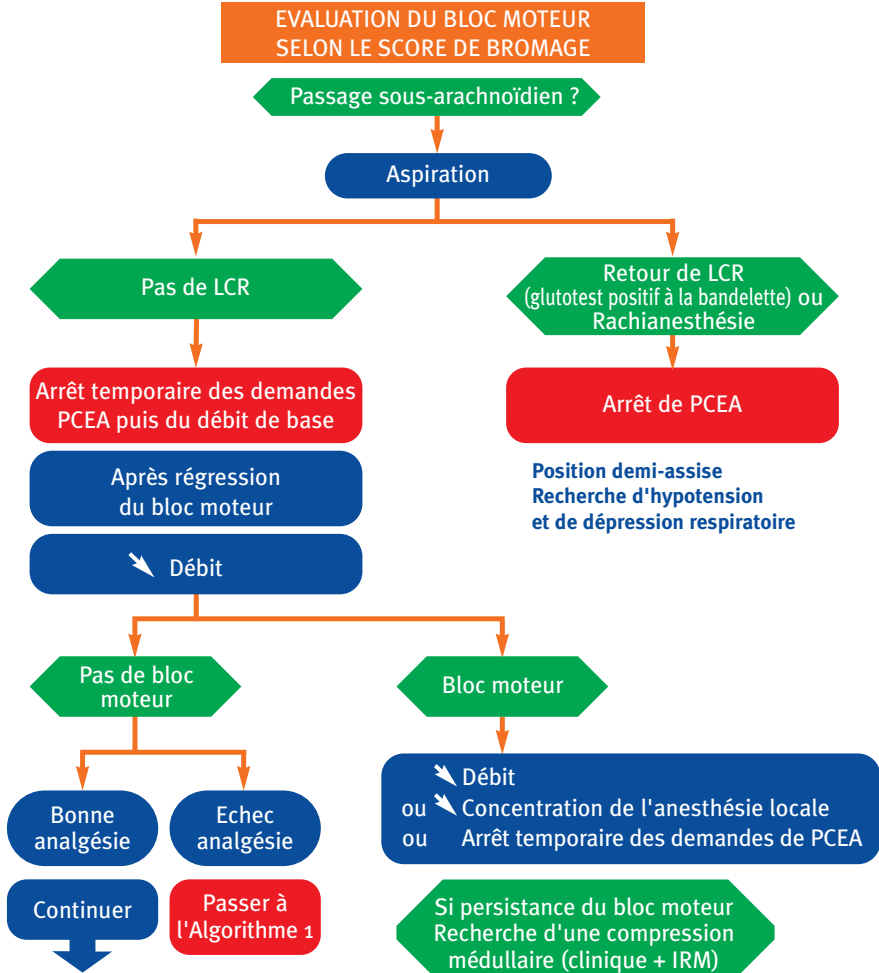 EVALUATION DU BLOC MOTEUR
SELON LE SCORE DE BROMAGE
Passage sous-arachnoïdien ?
Aspiration
Pas de LCR
Retour de LCR
(glutotest positif à la bandelette) ou
Rachianesthésie
Arrêt temporaire des demandes
PCEA puis du débit de base
Arrêt de PCEA
Après régression
du bloc moteur
Position demi-assise
Recherche d'hypotension
et de dépression respiratoire
Débit
Pas de bloc
moteur
Bloc moteur
Débit
ou Concentration de l'anesthésie locale
ou Arrêt temporaire des demandes de PCEA
Bonne
analgésie
Echec
analgésie
Continuer
Passer à
l'Algorithme 1
Si persistance du bloc moteur
Recherche d'une compression
médullaire (clinique + IRM)